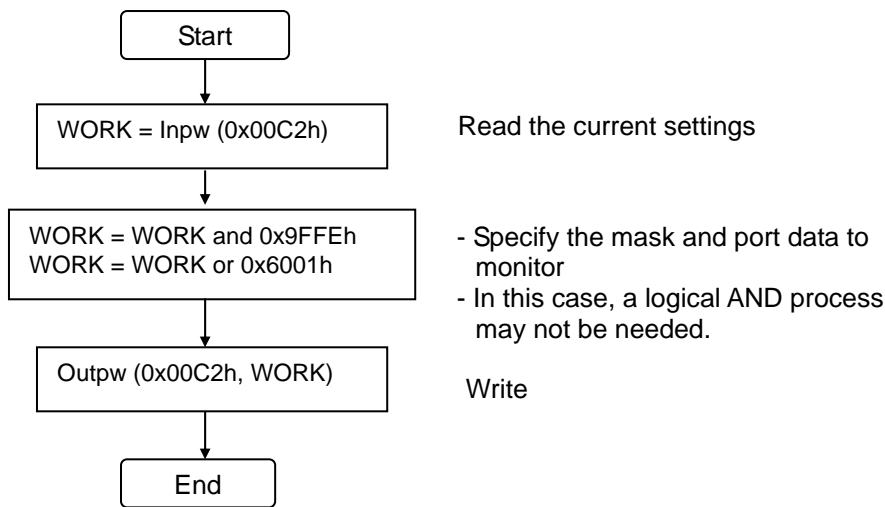 Start
WORK = Inpw (0x00C2h)
Read the current settings
WORK = WORK and 0x9FFEh
WORK = WORK or 0x6001h
- Specify the mask and port data to
monitor
- In this case, a logical AND process
may not be needed.
Outpw (0x00C2h, WORK)
Write
End